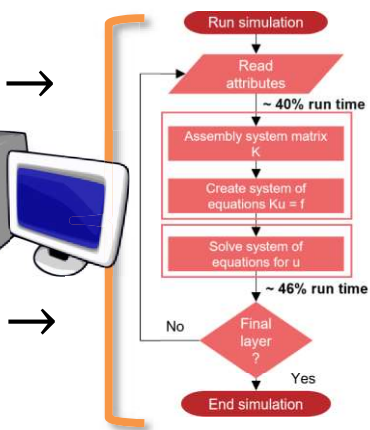 Run simulation
Read
attributes
~ 40% run time
Assembly system matrix
K
Create system of
equations Ku = f
Solve system of
equations for u
~ 46% run time
No
Final
layer
?
Yes
End simulation